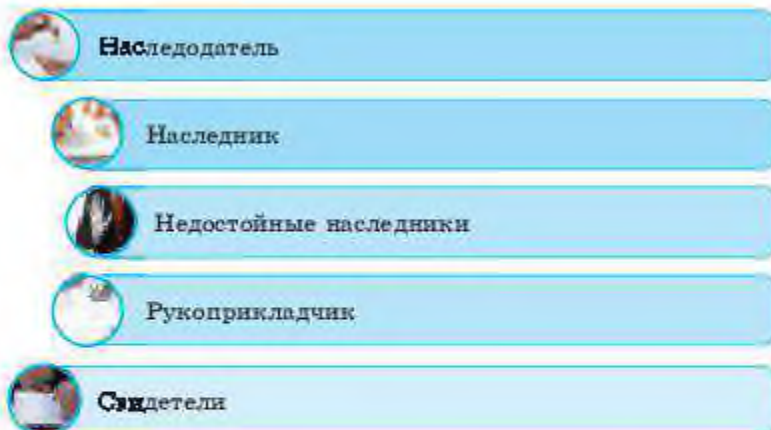 Наследодатель
Наследник
Недостойные наследники
Рукоприкладчик
Свидетели